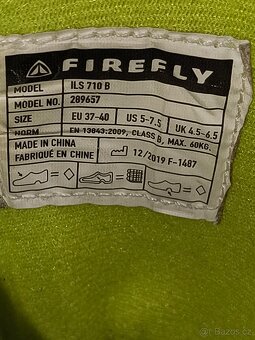 FIREFLY
MODEL ILS 710 B
MODEL NO. 289657
SIZE EU 37-40 US 5-7.5 UK 4.5-6.5
NORM EN 13843:2009, CLASS B, MAX. 60KG.
MADE IN CHINA
FABRIQUÉ EN CHINE
12/2019 F-1487
© Bazos.cz